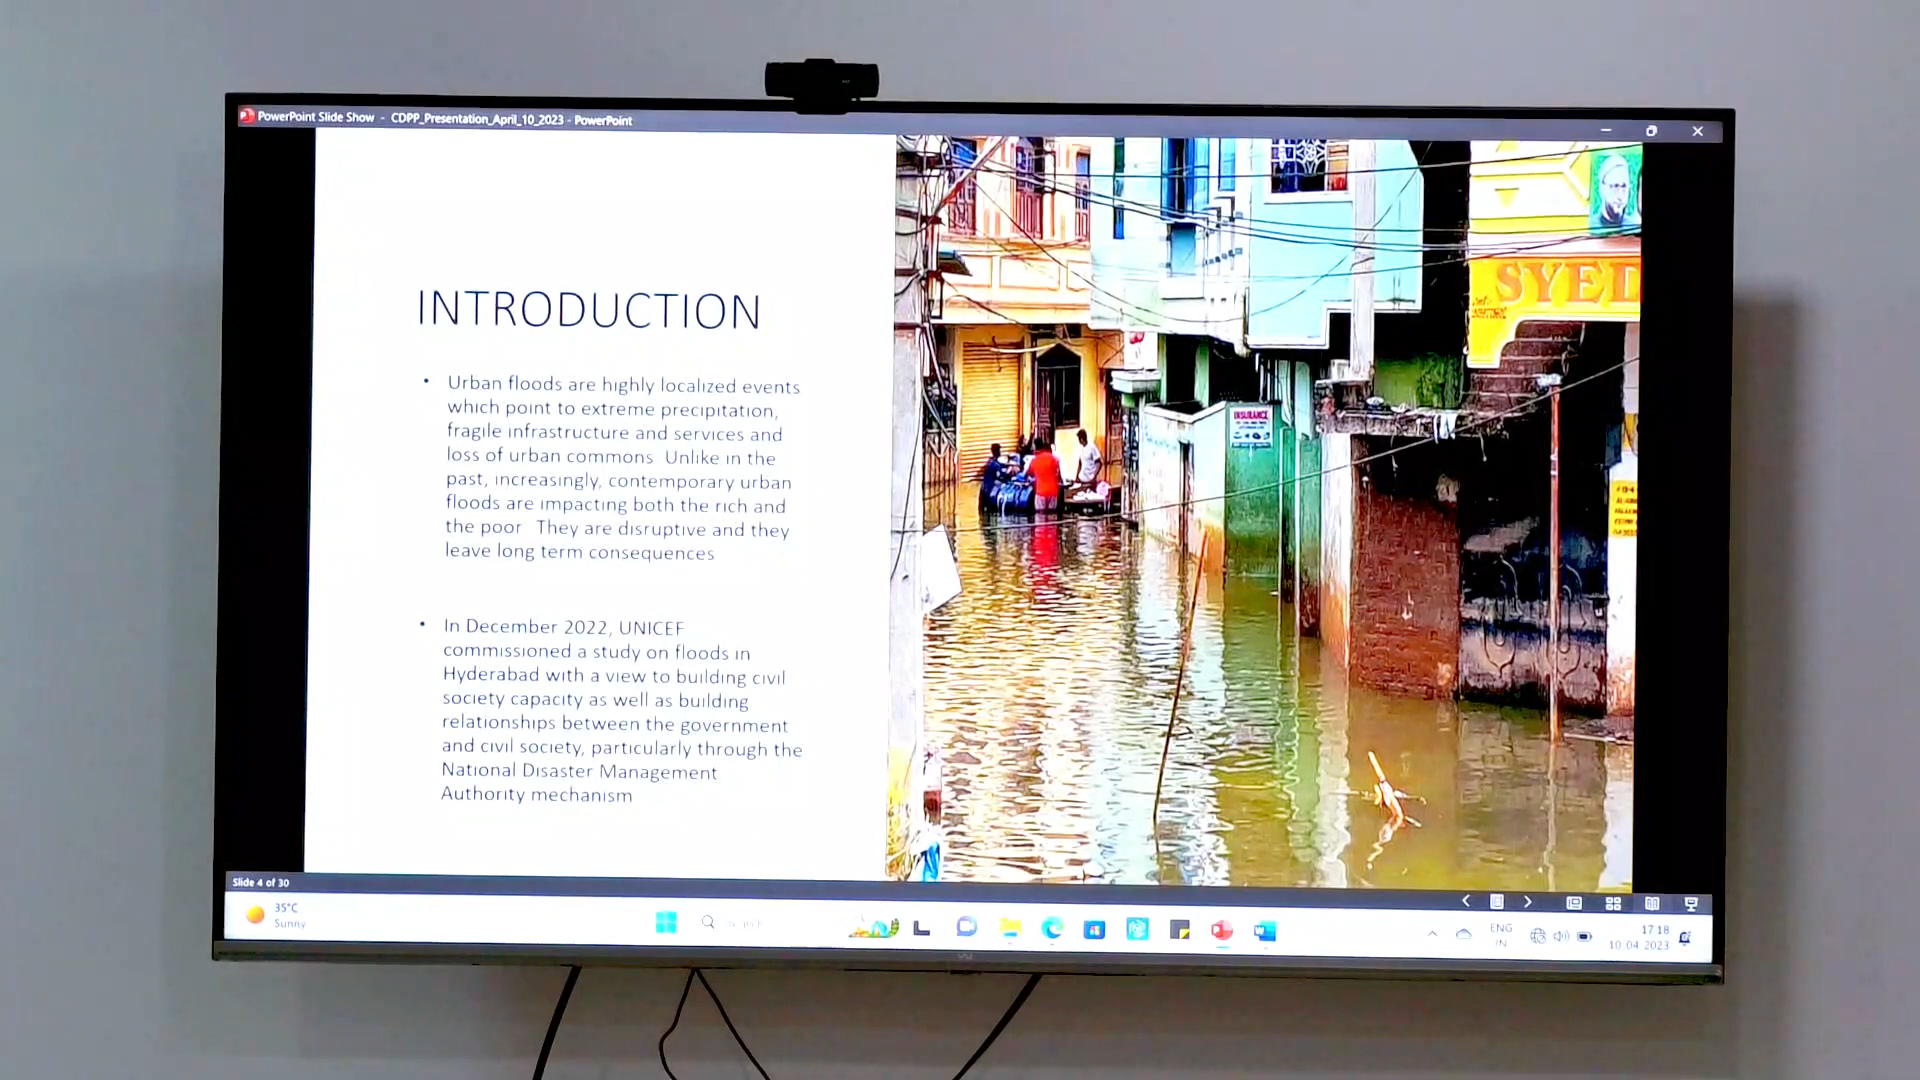 PowerPoint Slide Show - CDPP_Presentation_April_10_2023 - PowerPoint
INTRODUCTION
• Urban floods are highly localized events
which point to extreme precipitation,
fragile infrastructure and services and
loss of urban commons Unlike in the
past, increasingly, contemporary urban
floods are impacting both the rich and
the poor They are disruptive and they
leave long term consequences
• In December 2022, UNICEF
commissioned a study on floods in
Hyderabad with a view to building civil
society capacity as well as building
relationships between the government
and civil society, particularly through the
National Disaster Management
Authority mechanism
SYED
INSURANCE
Slide 4 of 30
35°C
Sunny
ENG
IN
17 18
10 04 2023